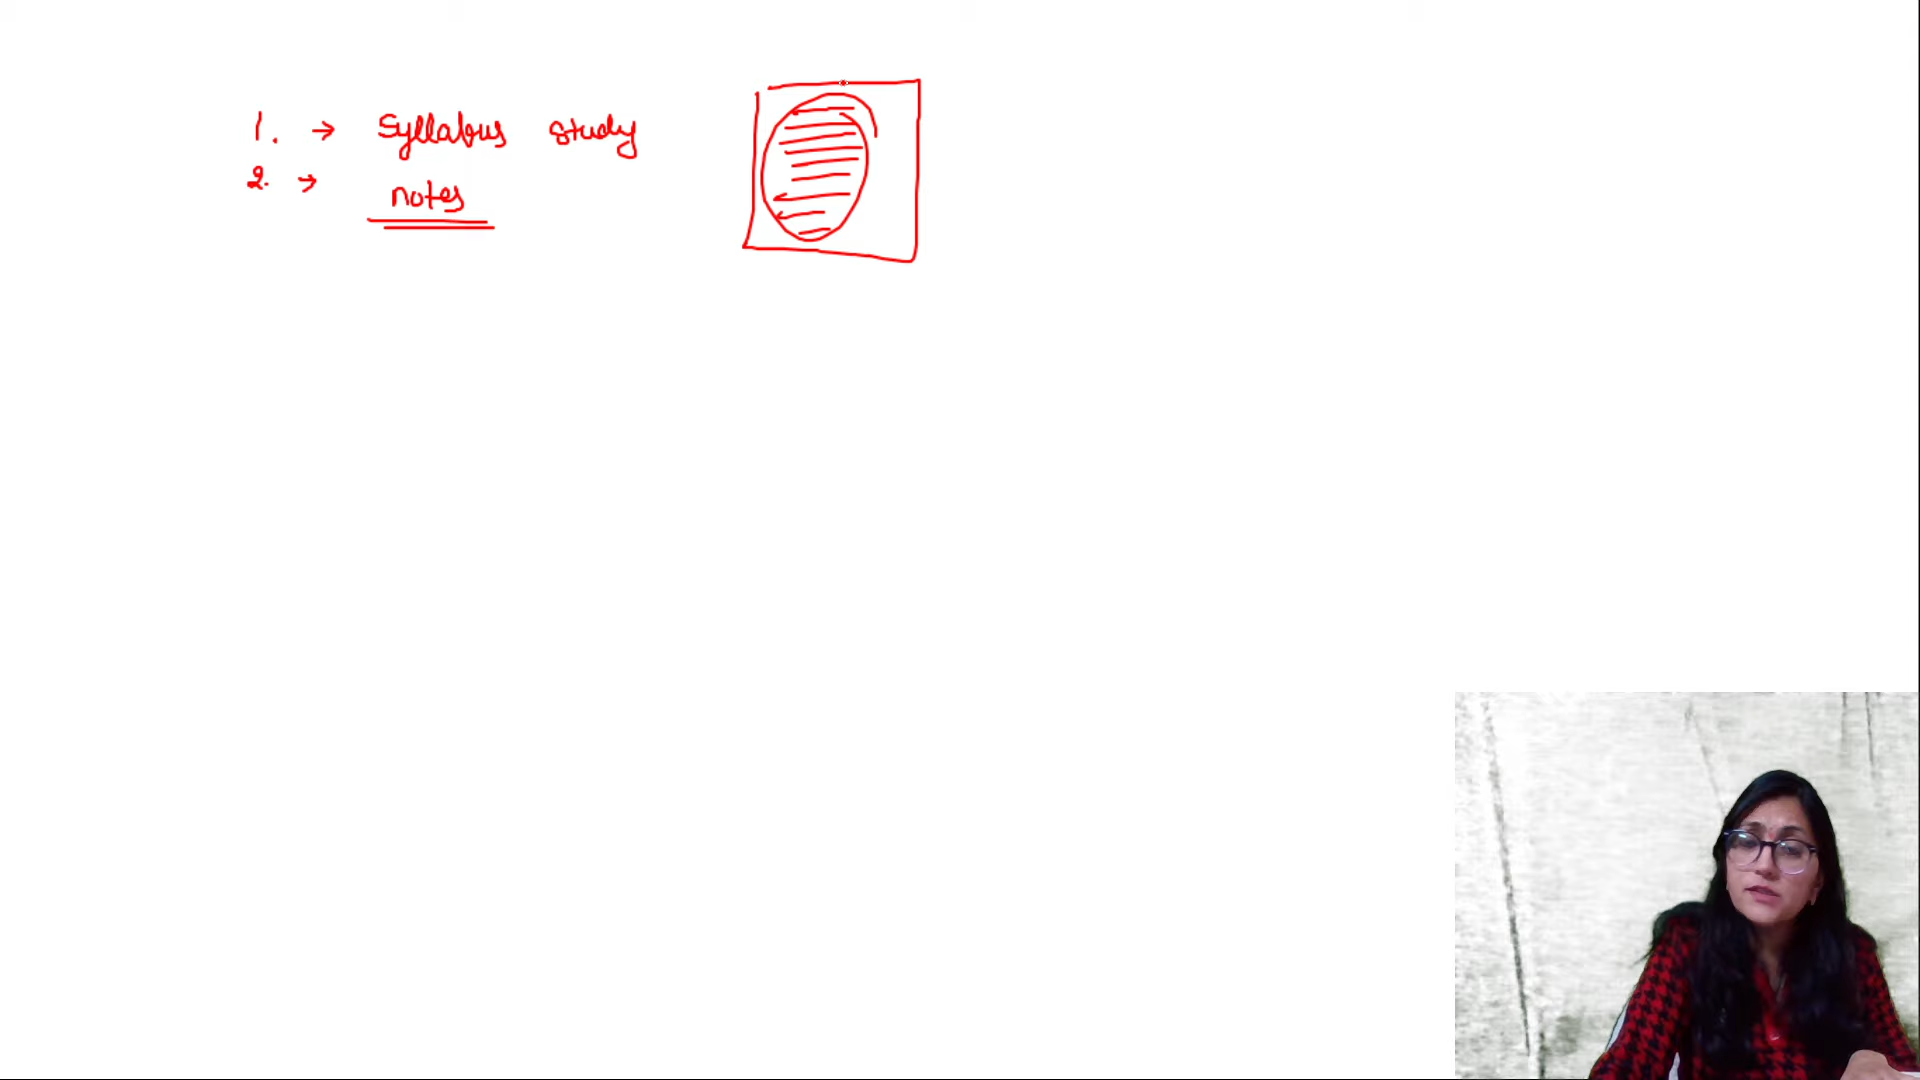 1. → Syllabus study
2. → notes